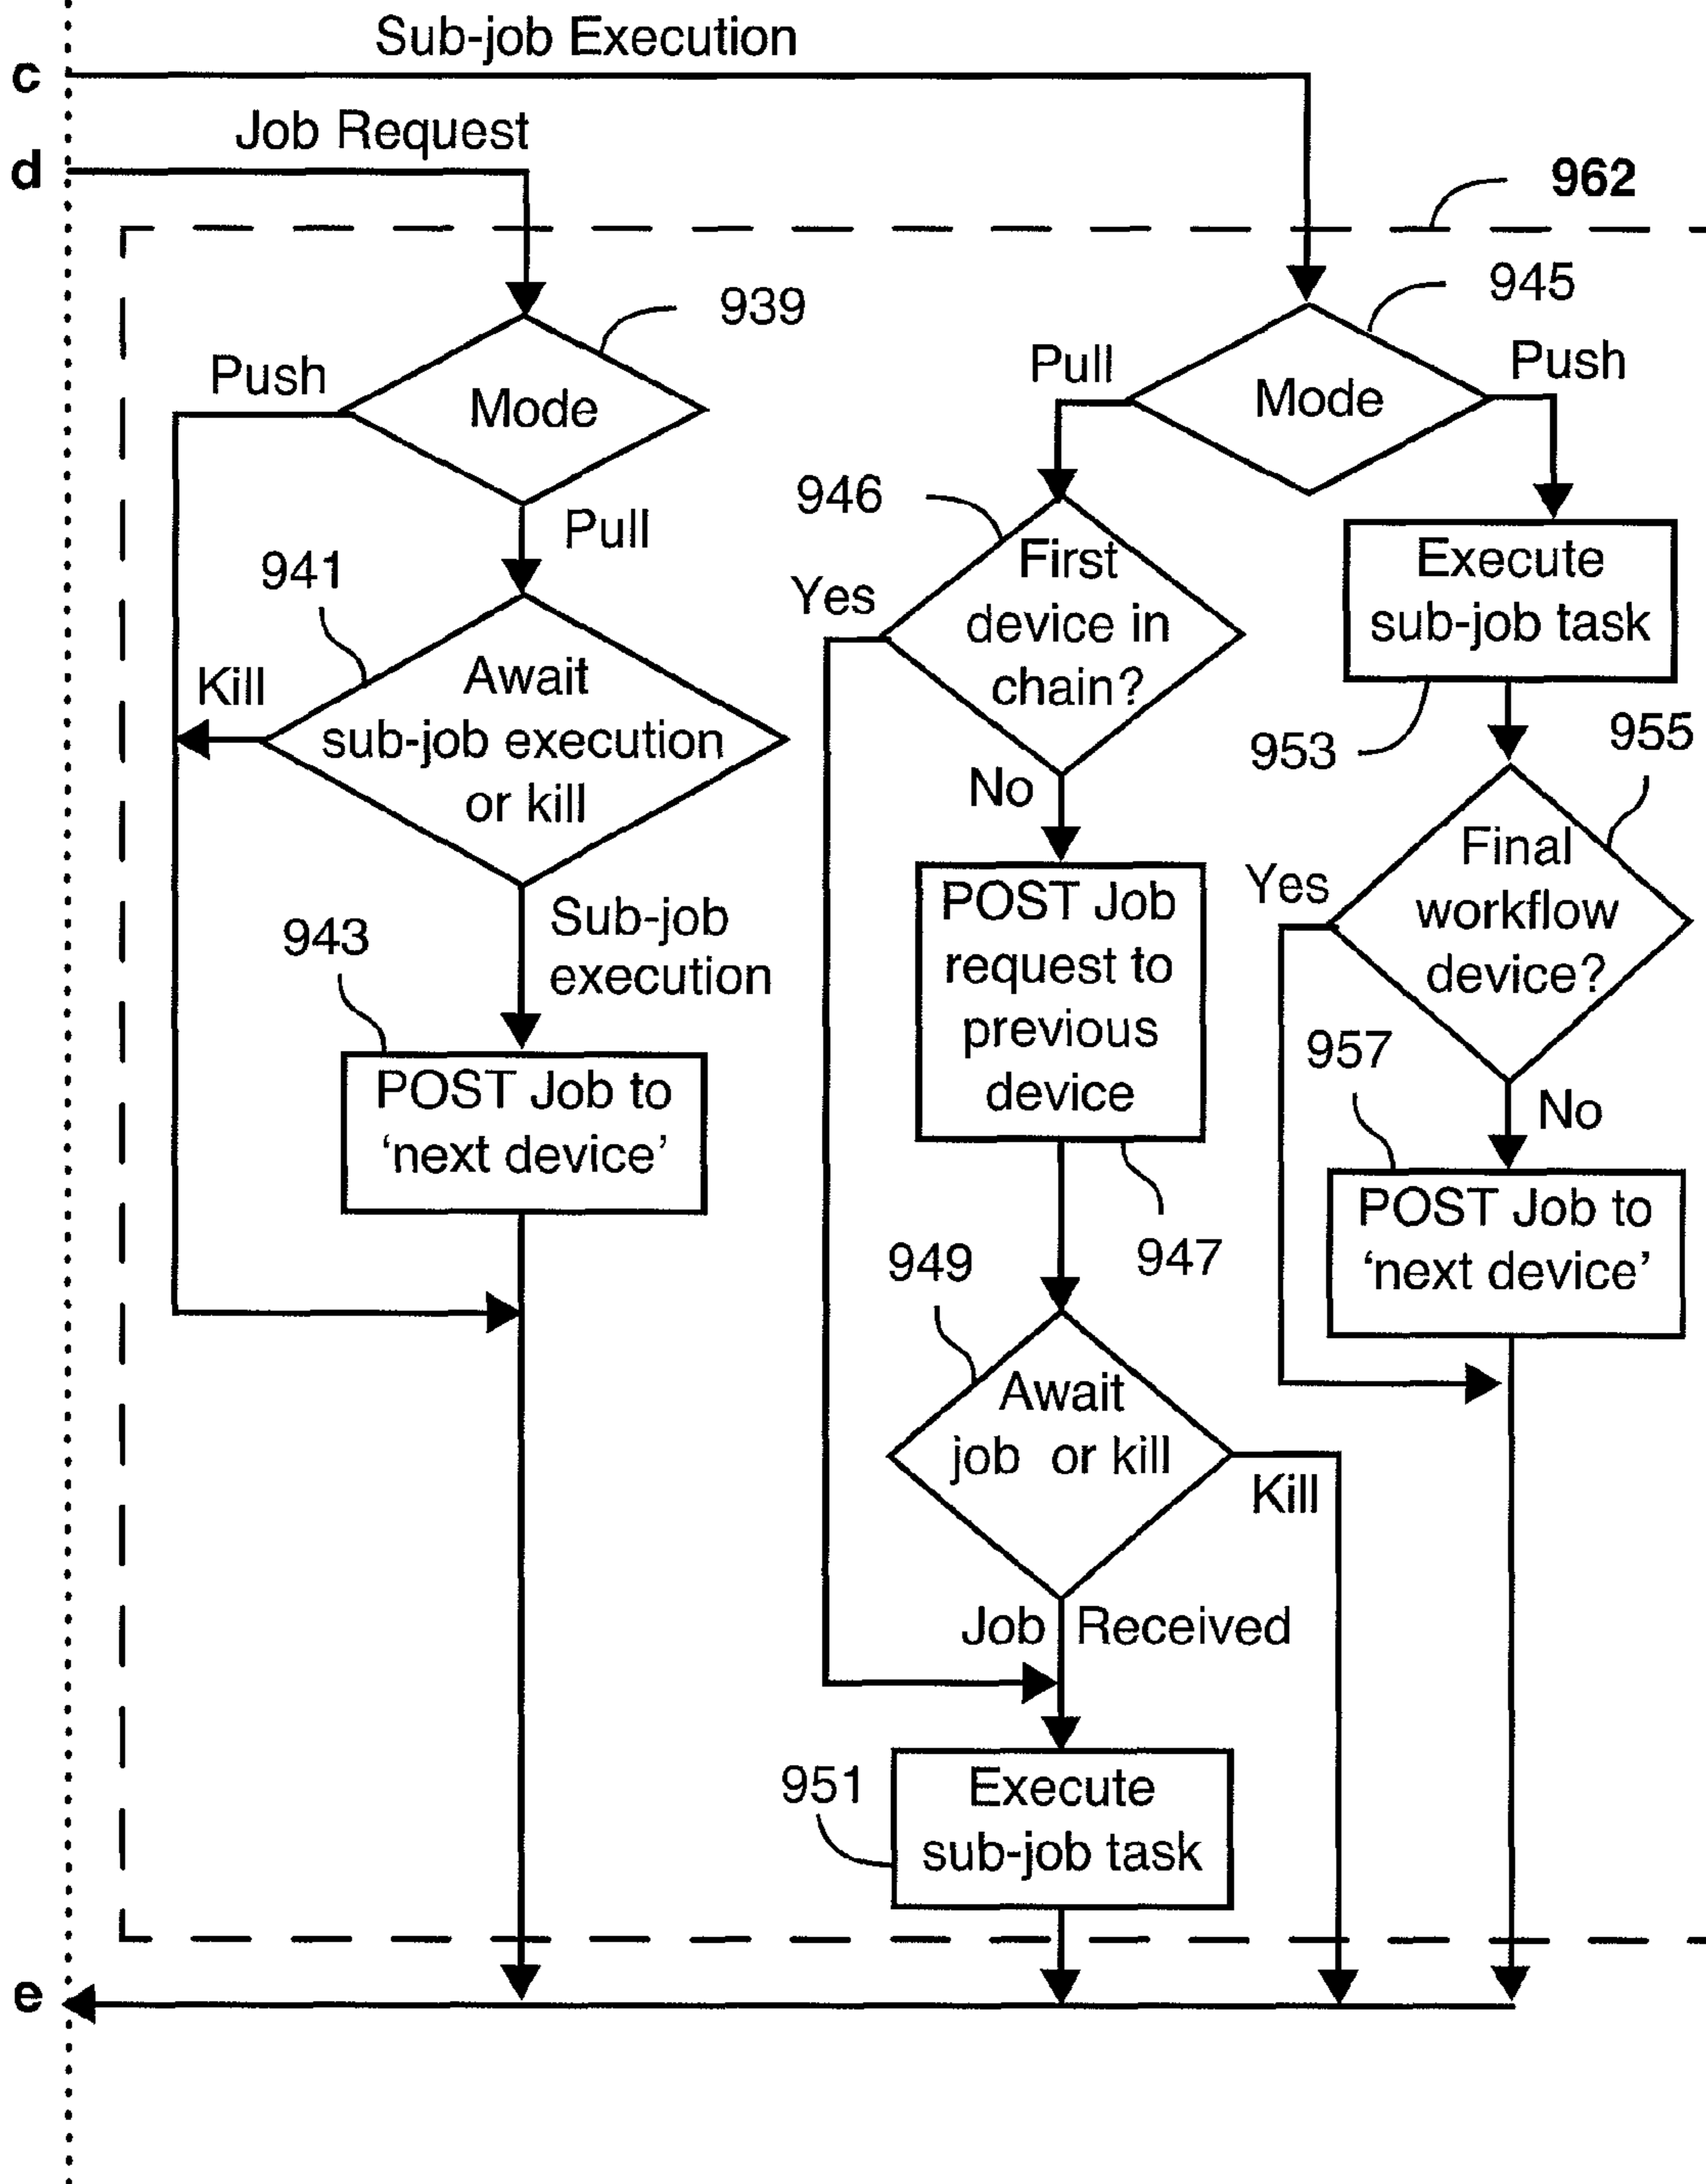 Sub-job Execution
c
Job Request
d
962
939
945
Push
Mode
Pull
Mode
Push
Pull
946
First
device in
chain?
Yes
Execute
sub-job task
941
Kill
Await
sub-job execution
or kill
953
955
No
Final
workflow
device?
Yes
943
Sub-job
execution
POST Job
request to
previous
device
957
No
POST Job to
‘next device’
POST Job to
‘next device’
949
947
Await
job or kill
Kill
Job Received
951
Execute
sub-job task
e